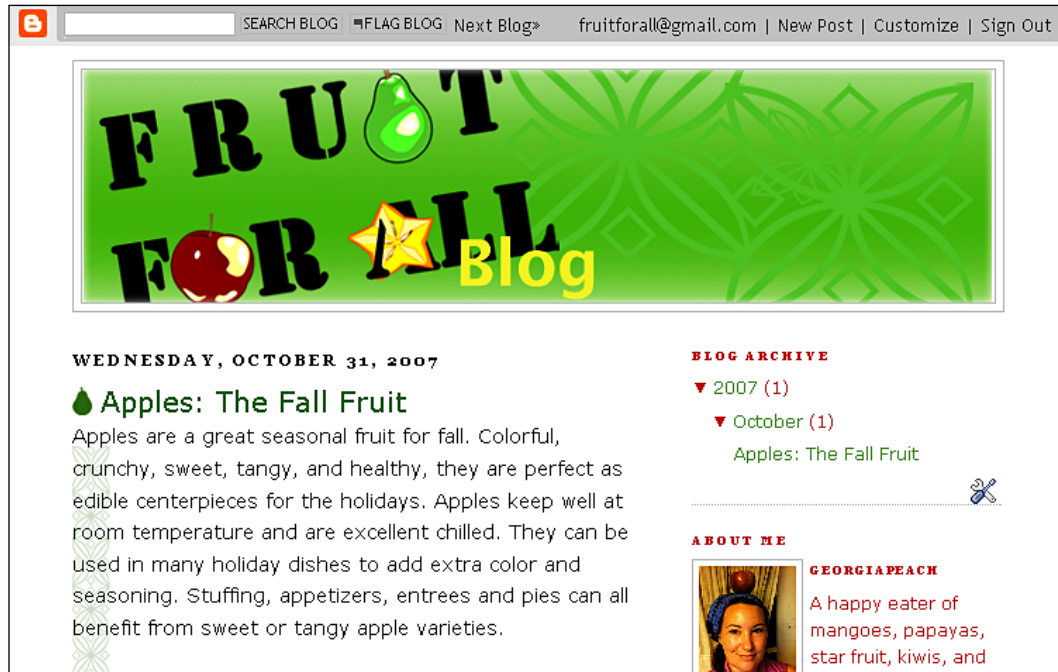 SEARCH BLOG FLAG BLOG Next Blog» fruitforall@gmail.com | New Post | Customize | Sign Out
FRUIT
FOR ALL
Blog
WEDNESDAY, OCTOBER 31, 2007
Apples: The Fall Fruit
Apples are a great seasonal fruit for fall. Colorful,
crunchy, sweet, tangy, and healthy, they are perfect as
edible centerpieces for the holidays. Apples keep well at
room temperature and are excellent chilled. They can be
used in many holiday dishes to add extra color and
seasoning. Stuffing, appetizers, entrees and pies can all
benefit from sweet or tangy apple varieties.
BLOG ARCHIVE
▼ 2007 (1)
▼ October (1)
Apples: The Fall Fruit
ABOUT ME
GEORGIAPEACH
A happy eater of
mangoes, papayas,
star fruit, kiwis, and